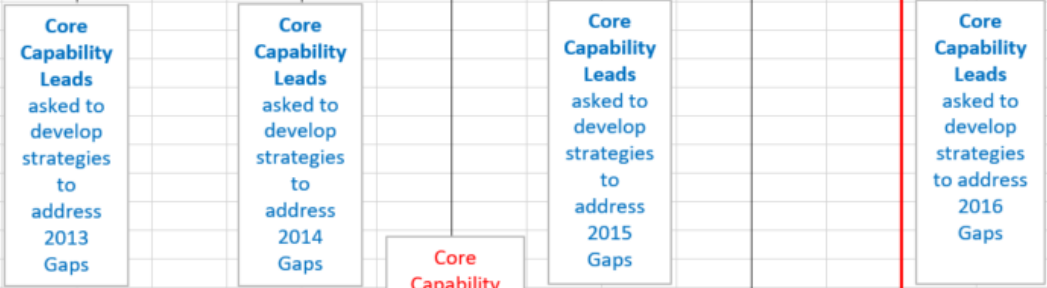 Core
Capability
Leads
asked to
develop
strategies
to
address
2013
Gaps
Core
Capability
Leads
asked to
develop
strategies
to
address
2014
Gaps
Core
Capability
Core
Capability
Leads
asked to
develop
strategies
to
address
2015
Gaps
Core
Capability
Leads
asked to
develop
strategies
to address
2016
Gaps